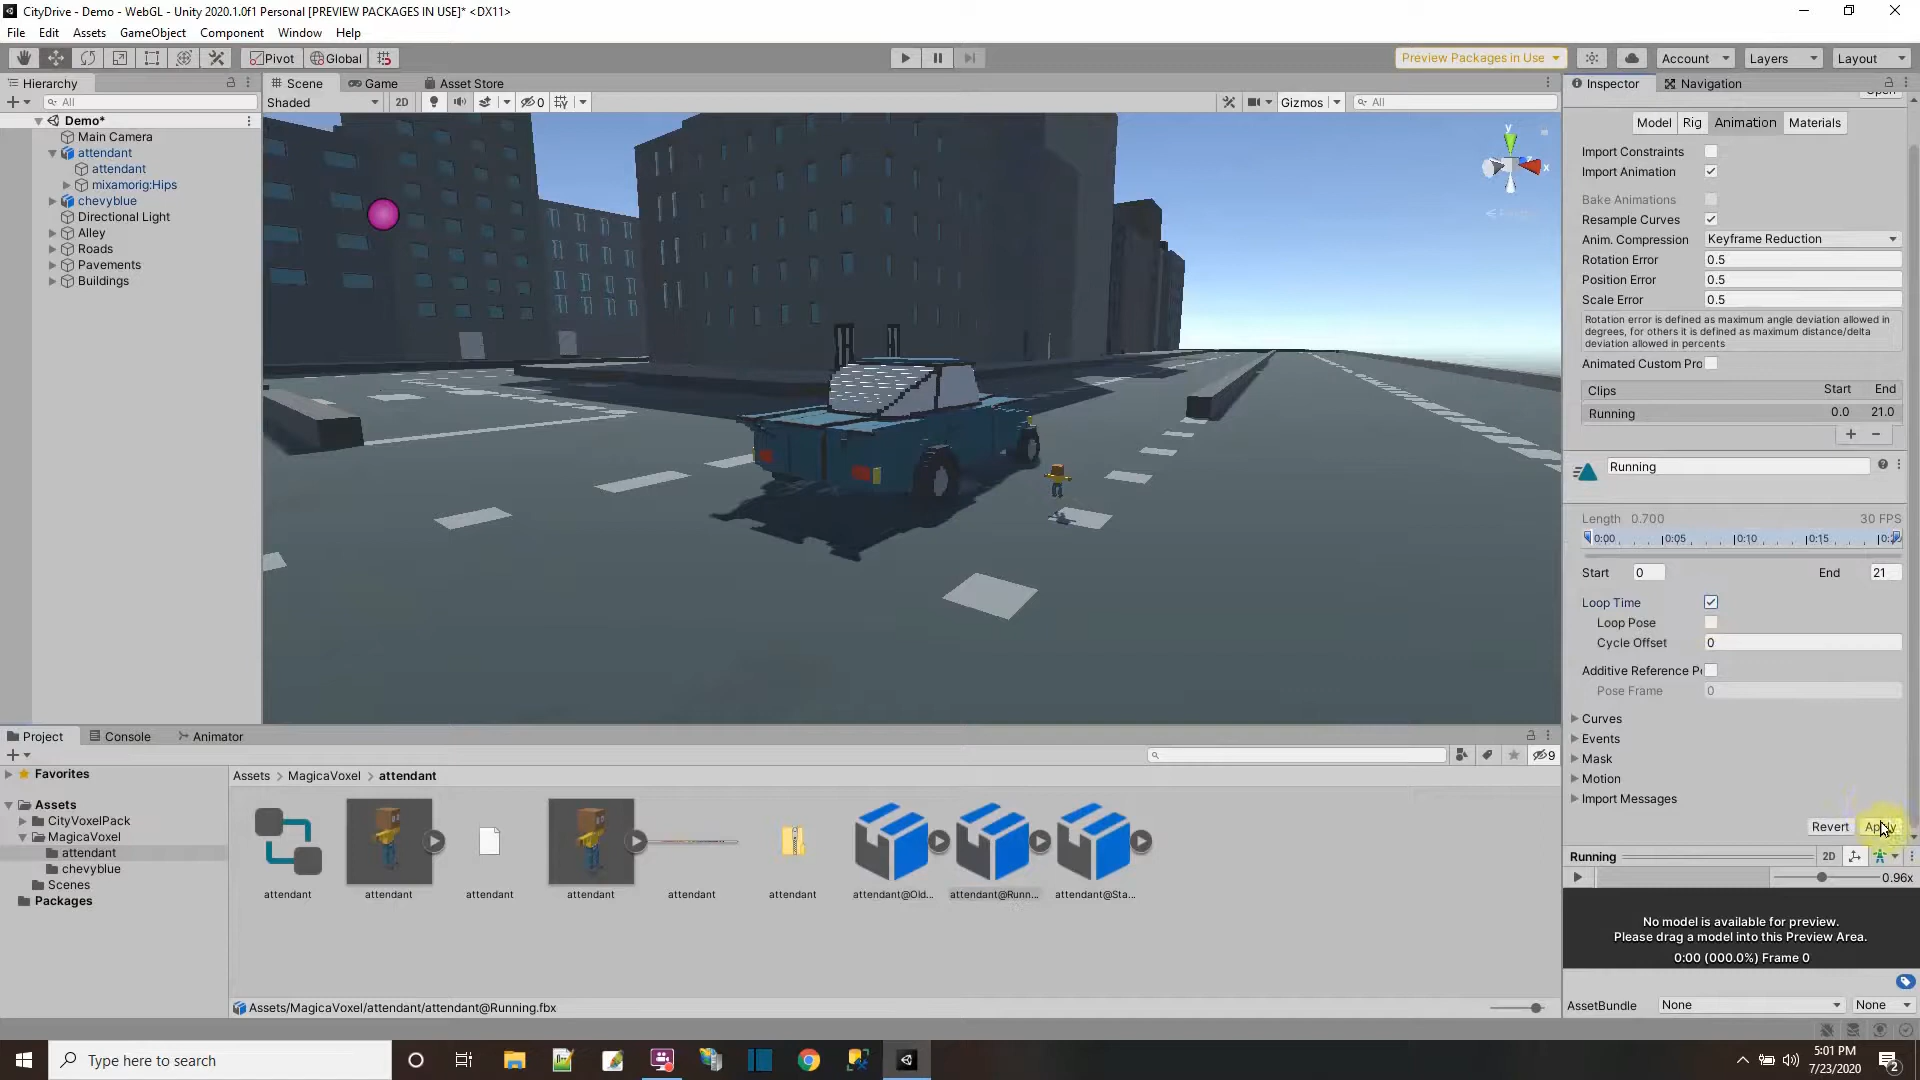 CityDrive - Demo - WebGL - Unity 2020.1.0f1 Personal [PREVIEW PACKAGES IN USE]* <DX11>
File Edit Assets GameObject Component Window Help
Pivot Global Preview Packages in Use Account Layers Layout
Hierarchy Scene Game Asset Store Inspector Navigation
All Shaded 2D 0 Gizmos All
Demo*
Main Camera
attendant
attendant
mixamorig:Hips
chevyblue
Directional Light
Alley
Roads
Pavements
Buildings
y
x
Model Rig Animation Materials
Import Constraints
Import Animation
Bake Animations
Resample Curves
Anim. Compression Keyframe Reduction
Rotation Error 0.5
Position Error 0.5
Scale Error 0.5
Rotation error is defined as maximum angle deviation allowed in
degrees, for others it is defined as maximum distance/delta
deviation allowed in percents
Animated Custom Pro
Clips Start End
Running 0.0 21.0
Running
Length 0.700 30 FPS
0:00 0:05 0:10 0:15
Start 0 End 21
Loop Time
Loop Pose
Cycle Offset 0
Additive Reference P
Pose Frame 0
Curves
Events
Mask
Motion
Import Messages
Revert Apply
Running 2D
0.96x
No model is available for preview.
Please drag a model into this Preview Area.
0:00 (000.0%) Frame 0
AssetBundle None None
Project Console Animator
9
Favorites
Assets
CityVoxelPack
MagicaVoxel
attendant
chevyblue
Scenes
Packages
Assets > MagicaVoxel > attendant
attendant attendant attendant attendant attendant attendant attendant@Old... attendant@Runn... attendant@Sta...
Assets/MagicaVoxel/attendant/attendant@Running.fbx
Type here to search
5:01 PM
7/23/2020
2